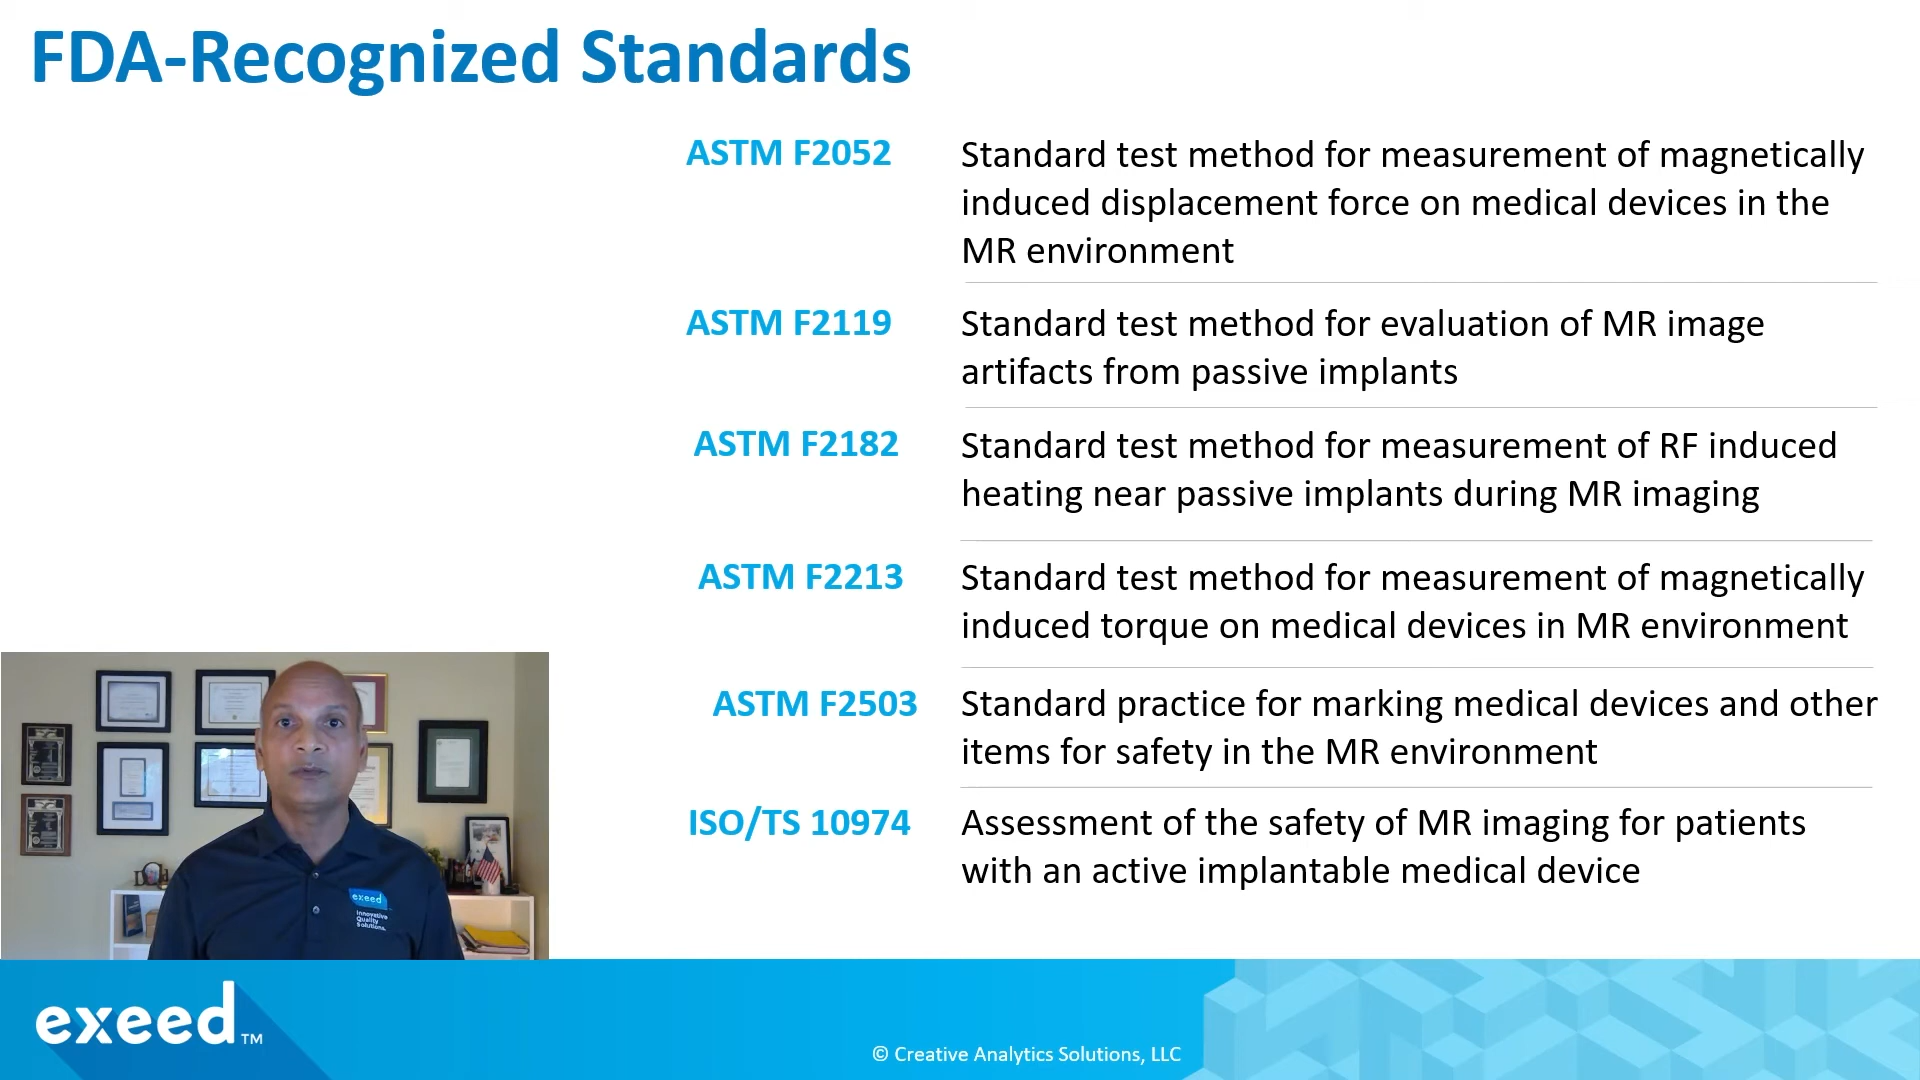 FDA-Recognized Standards
ASTM F2052
Standard test method for measurement of magnetically
induced displacement force on medical devices in the
MR environment
ASTM F2119
Standard test method for evaluation of MR image
artifacts from passive implants
ASTM F2182
Standard test method for measurement of RF induced
heating near passive implants during MR imaging
ASTM F2213
Standard test method for measurement of magnetically
induced torque on medical devices in MR environment
ASTM F2503
Standard practice for marking medical devices and other
items for safety in the MR environment
ISO/TS 10974
Assessment of the safety of MR imaging for patients
with an active implantable medical device
exeed
Innovative
Quality
Solutions.
exeed™
© Creative Analytics Solutions, LLC